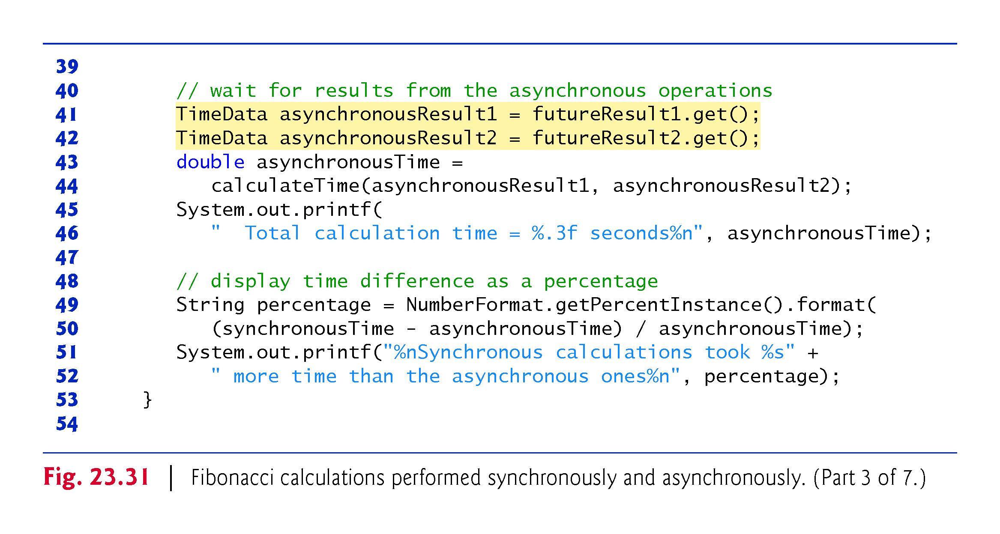 39
40 // wait for results from the asynchronous operations
41 TimeData asynchronousResult1 = futureResult1.get();
42 TimeData asynchronousResult2 = futureResult2.get();
43 double asynchronousTime =
44 calculateTime(asynchronousResult1, asynchronousResult2);
45 System.out.printf(
46 "  Total calculation time = %.3f seconds%n", asynchronousTime);
47
48 // display time difference as a percentage
49 String percentage = NumberFormat.getPercentInstance().format(
50 (synchronousTime - asynchronousTime) / asynchronousTime);
51 System.out.printf("%nSynchronous calculations took %s" +
52 " more time than the asynchronous ones%n", percentage);
53 }
54
Fig. 23.31 | Fibonacci calculations performed synchronously and asynchronously. (Part 3 of 7.)